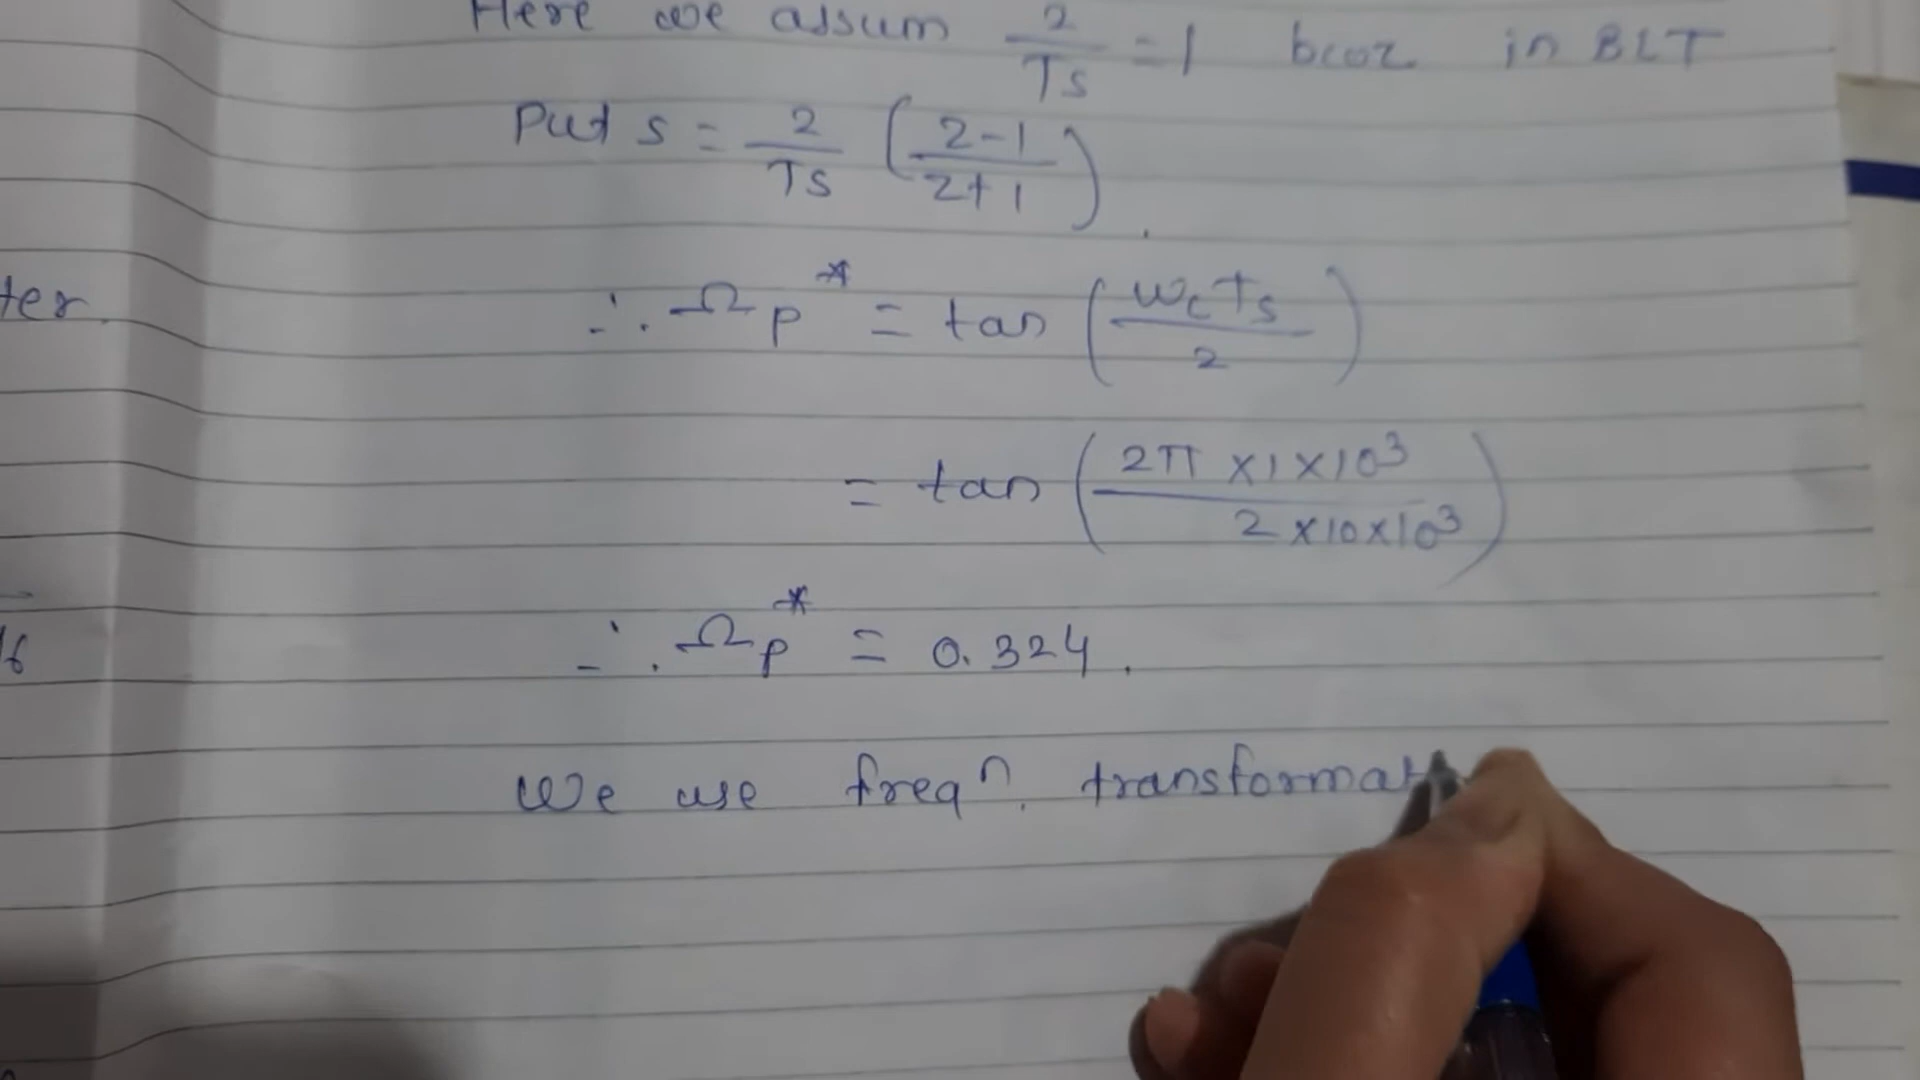 Here we assum 2/Ts = 1 bcoz in BLT
Put s = 2/Ts (z-1/z+1).
ter
∴ Ωp* = tan (ωcTs/2)
= tan (2π×1×10³/2×10×10³)
16
∴ Ωp* = 0.324.
We use freqⁿ. transformat